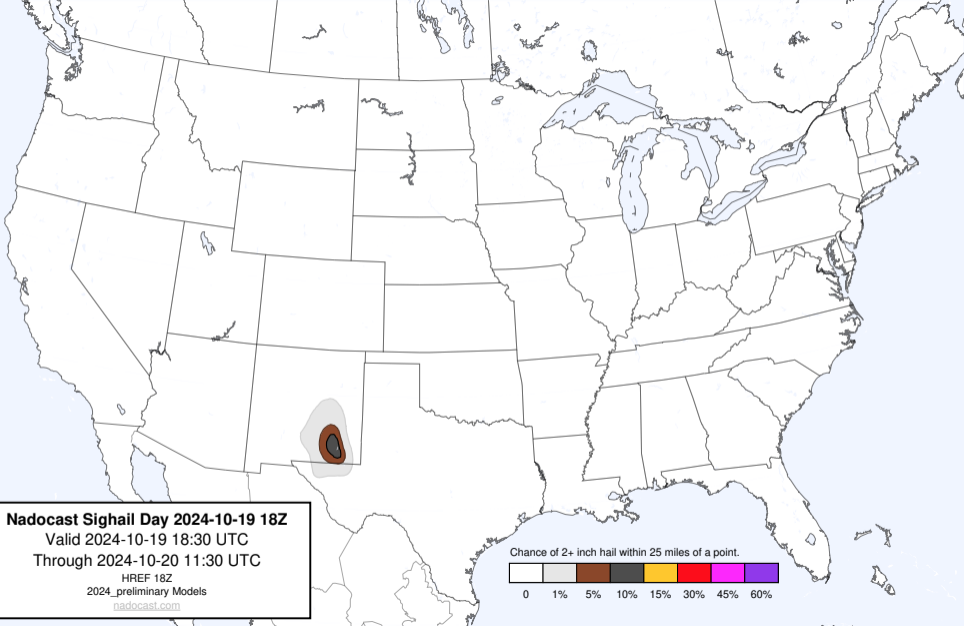 Nadocast Sighail Day 2024-10-19 18Z
Valid 2024-10-19 18:30 UTC
Through 2024-10-20 11:30 UTC
HREF 18Z
2024_preliminary Models
nadocast.com
Chance of 2+ inch hail within 25 miles of a point.
0 1% 5% 10% 15% 30% 45% 60%